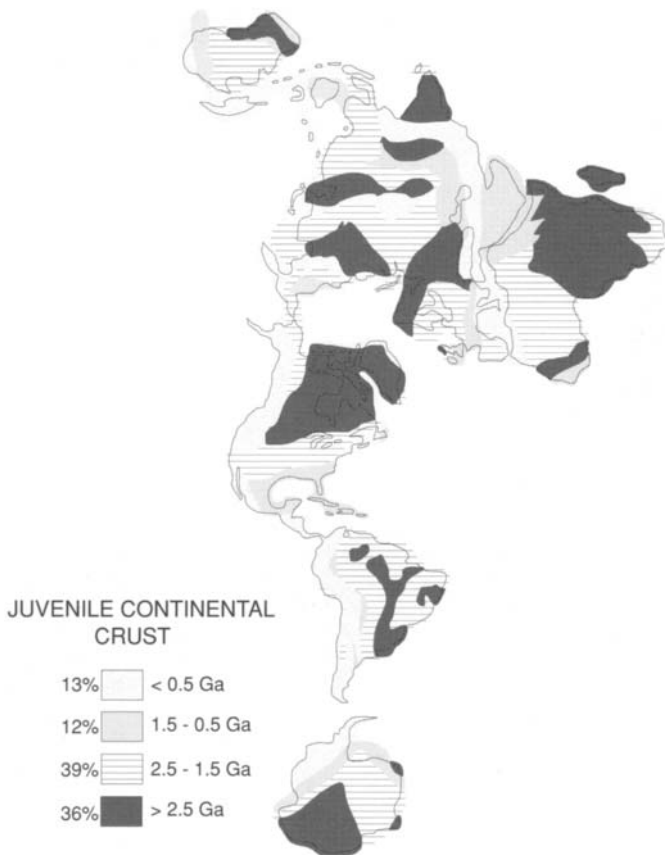 JUVENILE CONTINENTAL
CRUST
13% < 0.5 Ga
12% 1.5 - 0.5 Ga
39% 2.5 - 1.5 Ga
36% > 2.5 Ga